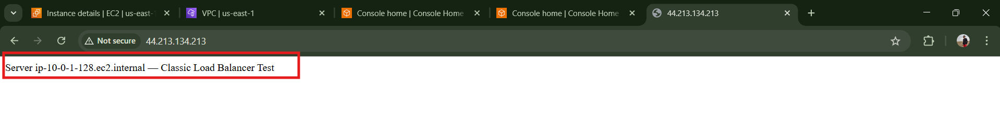 Instance details | EC2 | us-east-1
VPC | us-east-1
Console home | Console Home
Console home | Console Home
44.213.134.213
Not secure
44.213.134.213
Server ip-10-0-1-128.ec2.internal — Classic Load Balancer Test